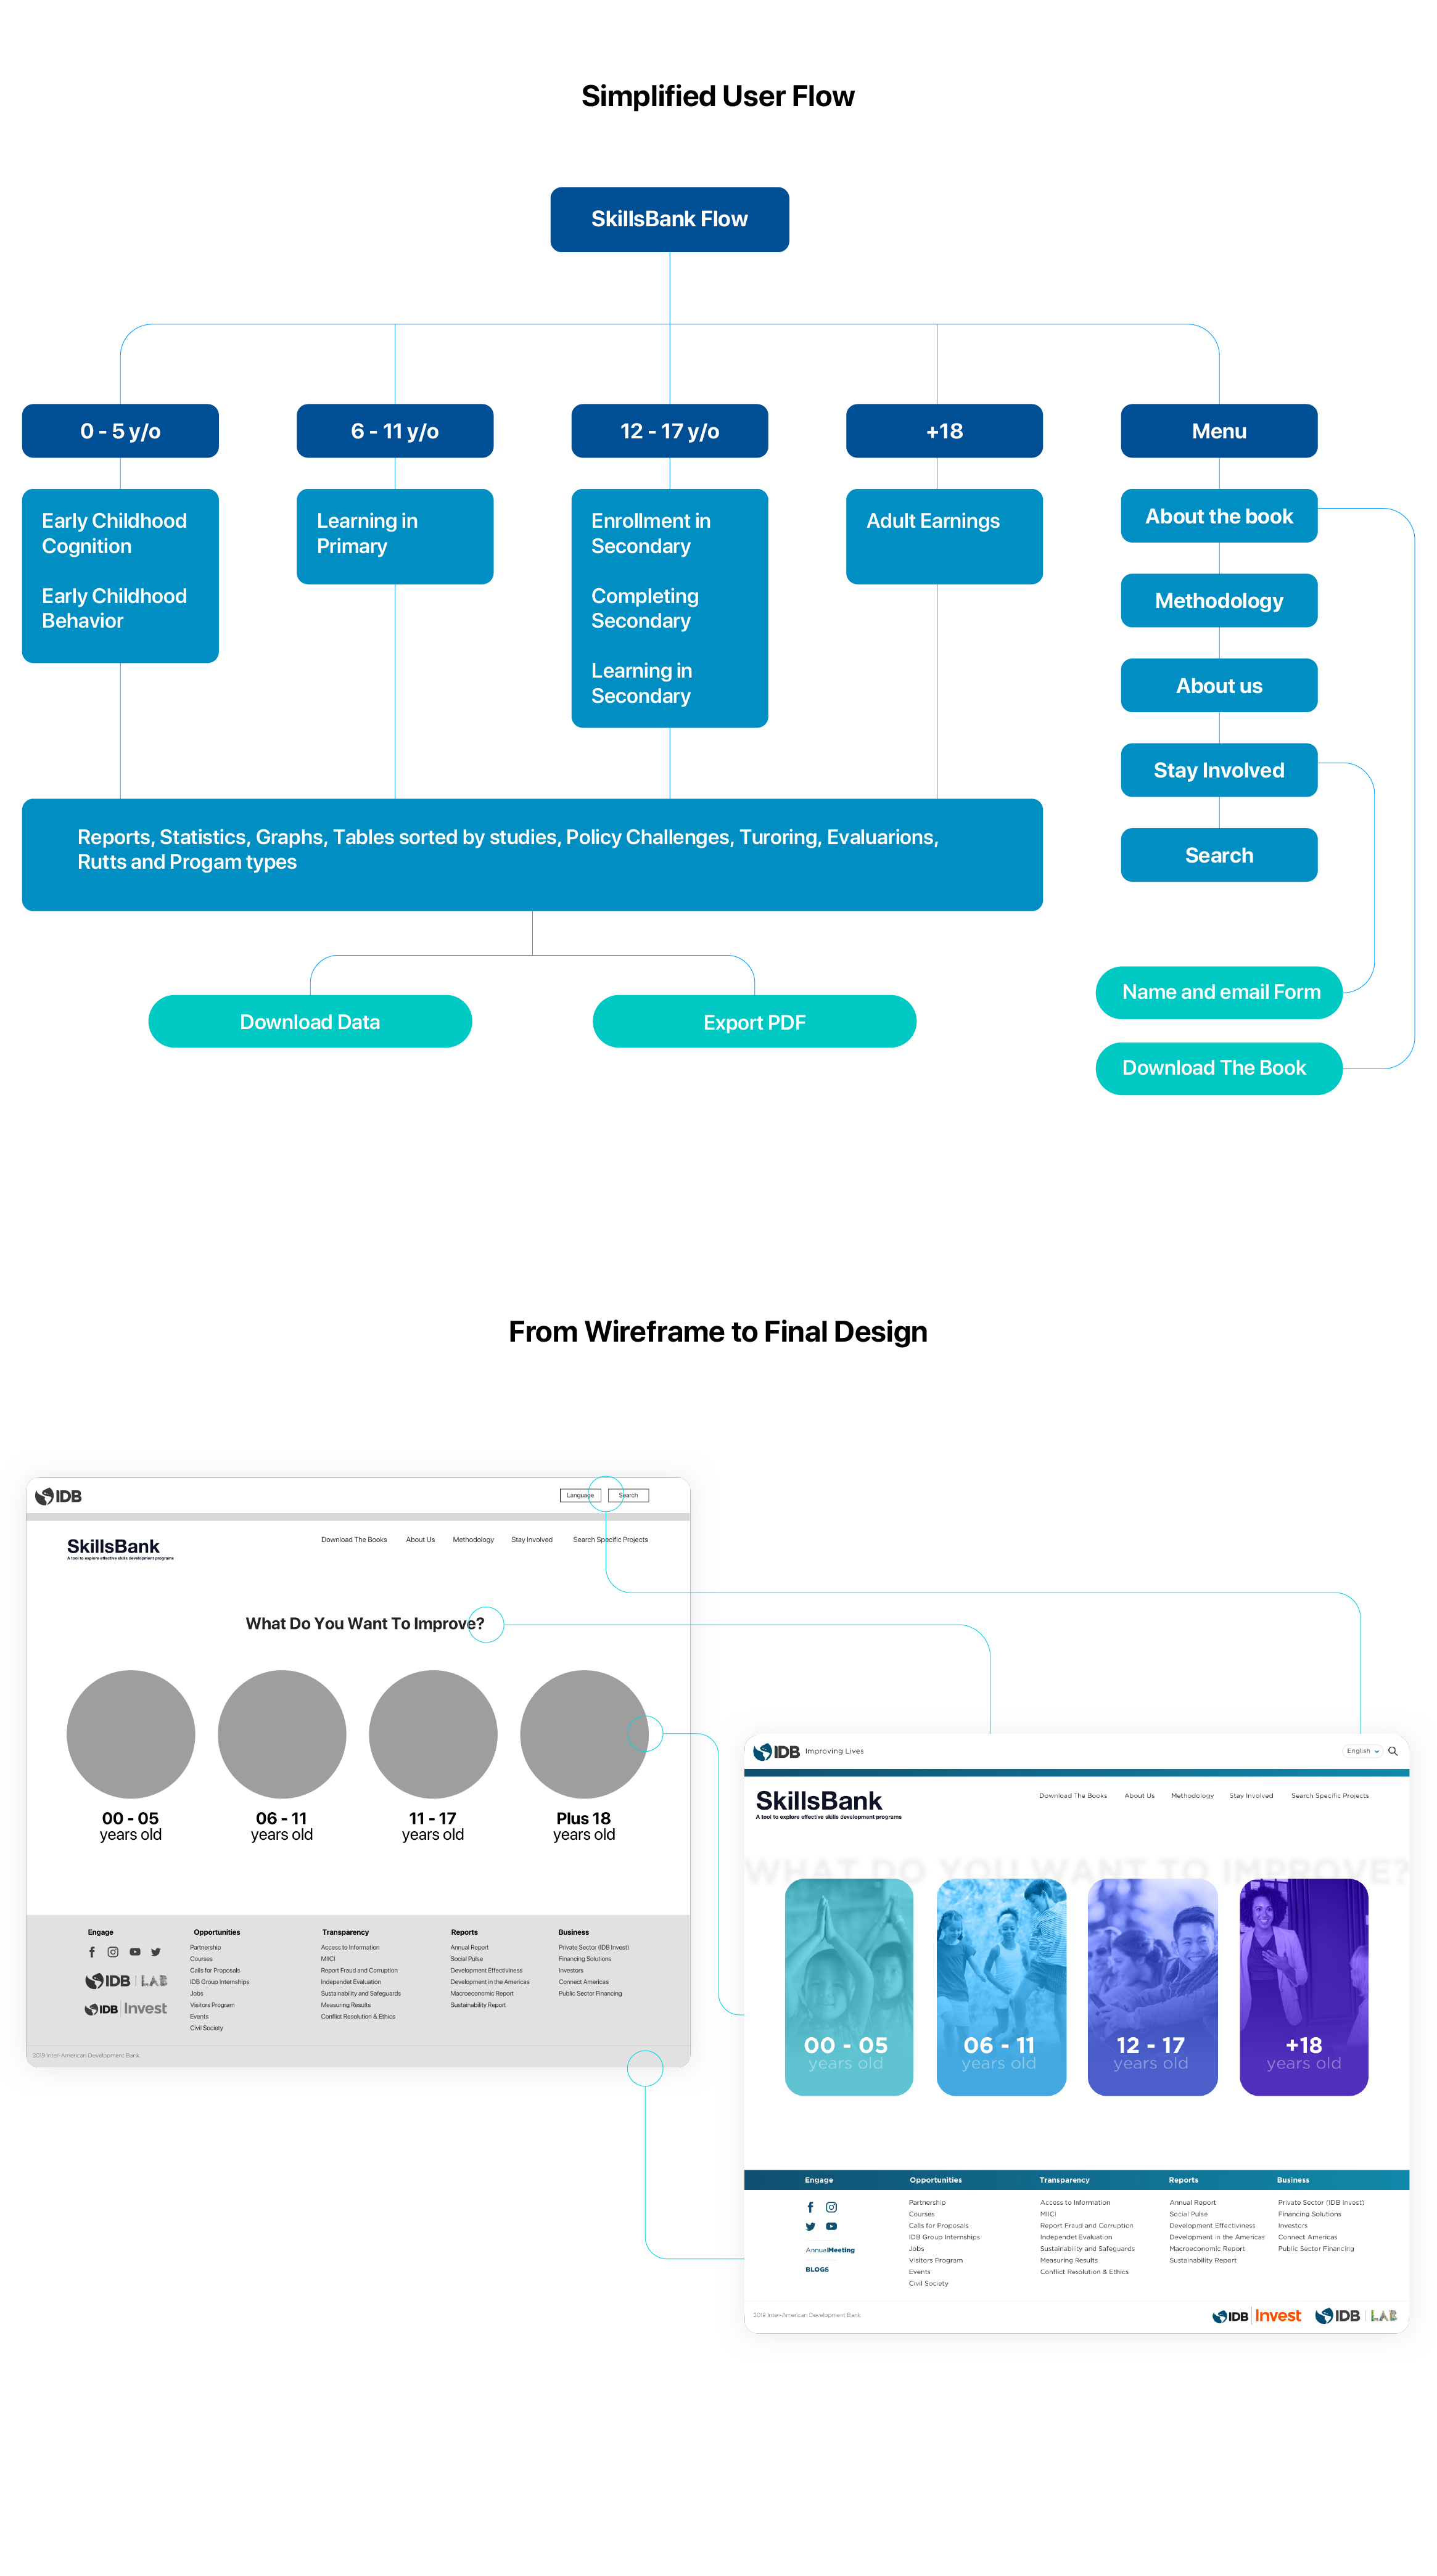 Simplified User Flow
SkillsBank Flow
0 - 5 y/o
6 - 11 y/o
12 - 17 y/o
+18
Menu
Early Childhood
Cognition
Early Childhood
Behavior
Learning in
Primary
Enrollment in
Secondary
Completing
Secondary
Learning in
Secondary
Adult Earnings
About the book
Methodology
About us
Stay Involved
Search
Reports, Statistics, Graphs, Tables sorted by studies, Policy Challenges, Turoring, Evaluarions,
Rutts and Progam types
Download Data
Export PDF
Name and email Form
Download The Book
From Wireframe to Final Design
IDB
Language
Search
SkillsBank
A tool to explore effective skills development programs
Download The Books
About Us
Methodology
Stay Involved
Search Specific Projects
What Do You Want To Improve?
00 - 05
years old
06 - 11
years old
11 - 17
years old
Plus 18
years old
Engage
IDB | LAB
IDB | Invest
Opportunities
Partnership
Courses
Calls for Proposals
IDB Group Internships
Jobs
Visitors Program
Events
Civil Society
Transparency
Access to Information
MIICI
Report Fraud and Corruption
Independet Evaluation
Sustainability and Safeguards
Measuring Results
Conflict Resolution & Ethics
Reports
Annual Report
Social Pulse
Development Effectiveness
Development in the Americas
Macroeconomic Report
Sustainability Report
Business
Private Sector (IDB Invest)
Financing Solutions
Investors
Connect Americas
Public Sector Financing
2019 Inter-American Development Bank
IDB Improving Lives
English
SkillsBank
A tool to explore effective skills development programs
Download The Books
About Us
Methodology
Stay Involved
Search Specific Projects
WHAT DO YOU WANT TO IMPROVE?
00 - 05
years old
06 - 11
years old
12 - 17
years old
+18
years old
Engage
AnnualMeeting
BLOGS
Opportunities
Partnership
Courses
Calls for Proposals
IDB Group Internships
Jobs
Visitors Program
Events
Civil Society
Transparency
Access to Information
MIICI
Report Fraud and Corruption
Independet Evaluation
Sustainability and Safeguards
Measuring Results
Conflict Resolution & Ethics
Reports
Annual Report
Social Pulse
Development Effectiviness
Development in the Americas
Macroeconomic Report
Sustainability Report
Business
Private Sector (IDB Invest)
Financing Solutions
Investors
Connect Americas
Public Sector Financing
2019 Inter-American Development Bank
IDB | Invest
IDB | LAB